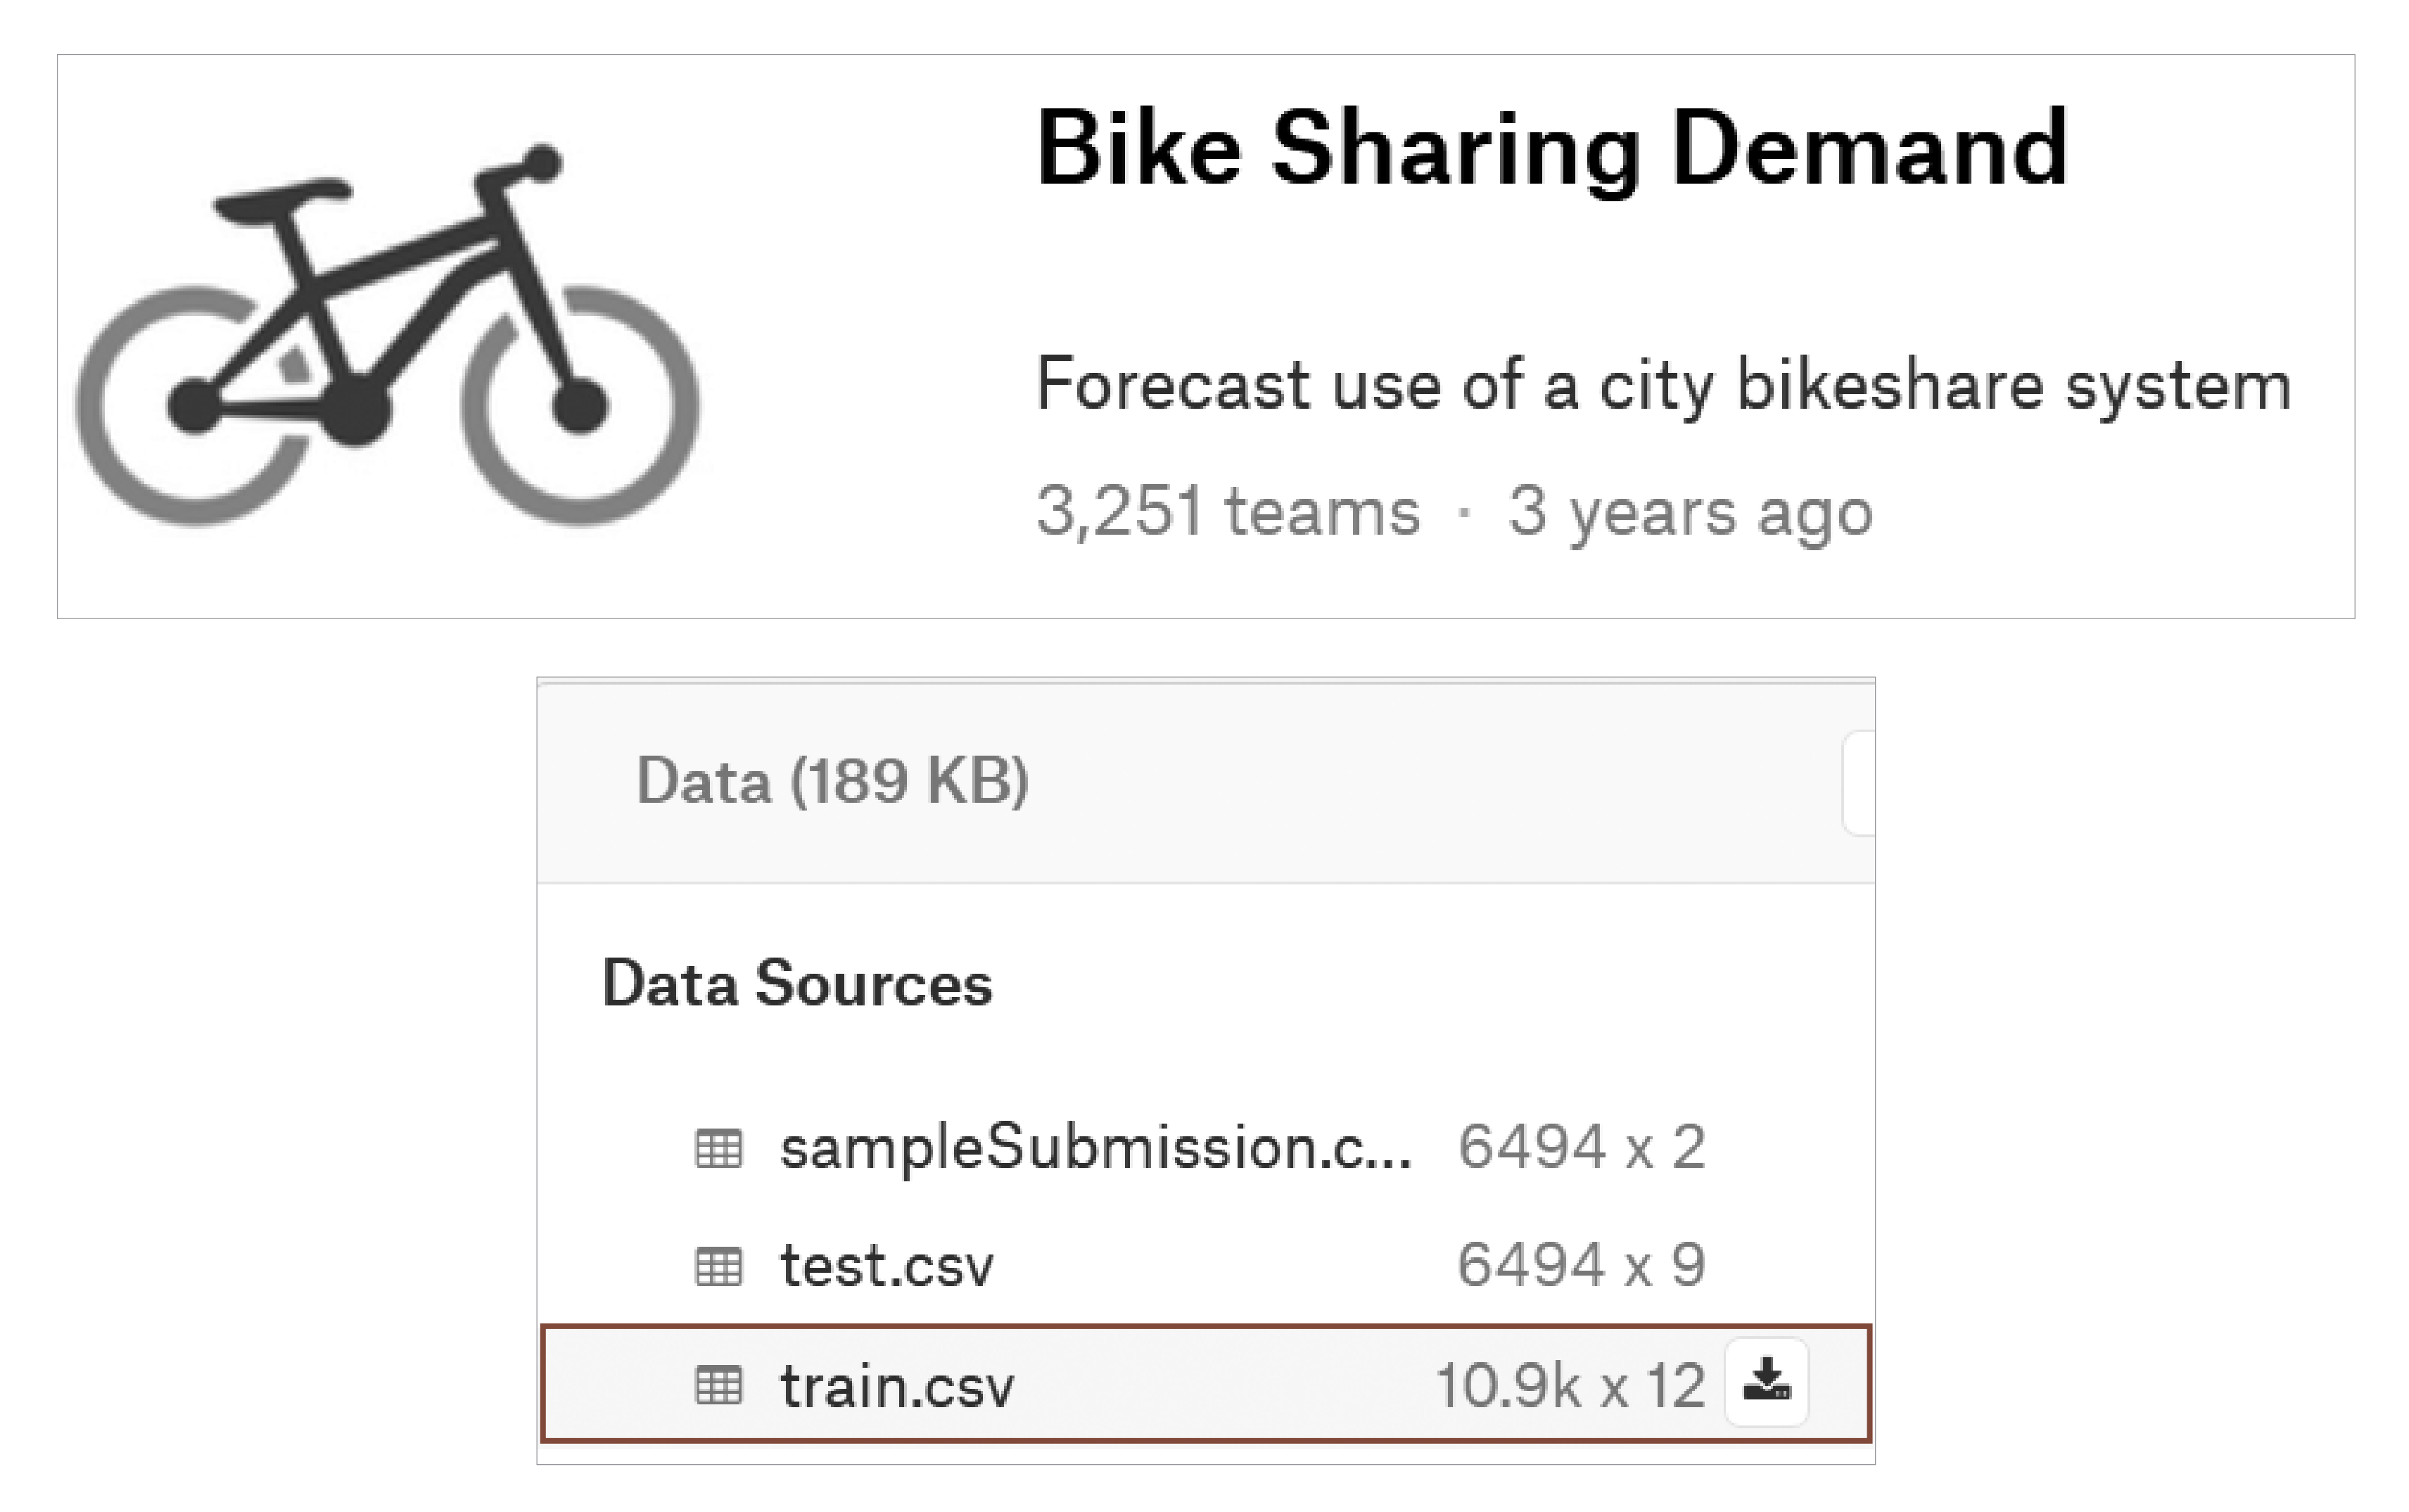 Bike Sharing Demand
Forecast use of a city bikeshare system
3,251 teams · 3 years ago
Data (189 KB)
Data Sources
sampleSubmission.c... 6494 x 2
test.csv 6494 x 9
train.csv 10.9k x 12